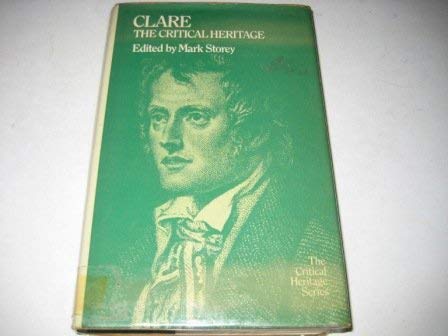 CLARE
THE CRITICAL HERITAGE
Edited by Mark Storey
The
Critical
Heritage
Series